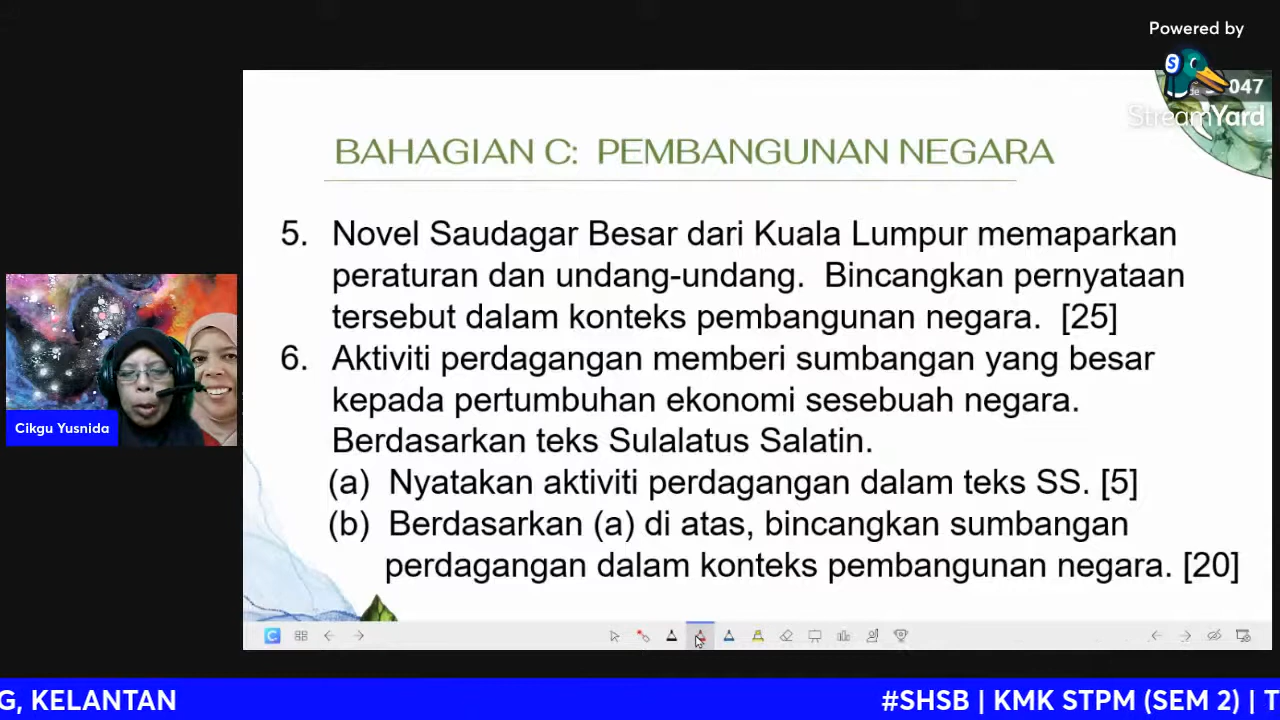 Powered by
047
StreamYard
BAHAGIAN C: PEMBANGUNAN NEGARA
5. Novel Saudagar Besar dari Kuala Lumpur memaparkan
peraturan dan undang-undang. Bincangkan pernyataan
tersebut dalam konteks pembangunan negara. [25]
6. Aktiviti perdagangan memberi sumbangan yang besar
kepada pertumbuhan ekonomi sesebuah negara.
Berdasarkan teks Sulalatus Salatin.
(a) Nyatakan aktiviti perdagangan dalam teks SS. [5]
(b) Berdasarkan (a) di atas, bincangkan sumbangan
perdagangan dalam konteks pembangunan negara. [20]
Cikgu Yusnida
G, KELANTAN
#SHSB | KMK STPM (SEM 2) | T